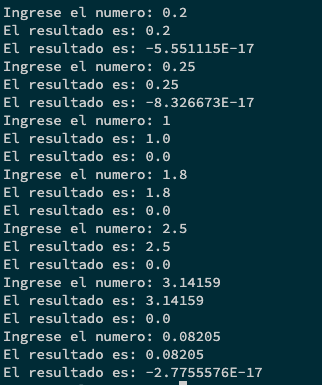 Ingrese el numero: 0.2
El resultado es: 0.2
El resultado es: -5.551115E-17
Ingrese el numero: 0.25
El resultado es: 0.25
El resultado es: -8.326673E-17
Ingrese el numero: 1
El resultado es: 1.0
El resultado es: 0.0
Ingrese el numero: 1.8
El resultado es: 1.8
El resultado es: 0.0
Ingrese el numero: 2.5
El resultado es: 2.5
El resultado es: 0.0
Ingrese el numero: 3.14159
El resultado es: 3.14159
El resultado es: 0.0
Ingrese el numero: 0.08205
El resultado es: 0.08205
El resultado es: -2.7755576E-17